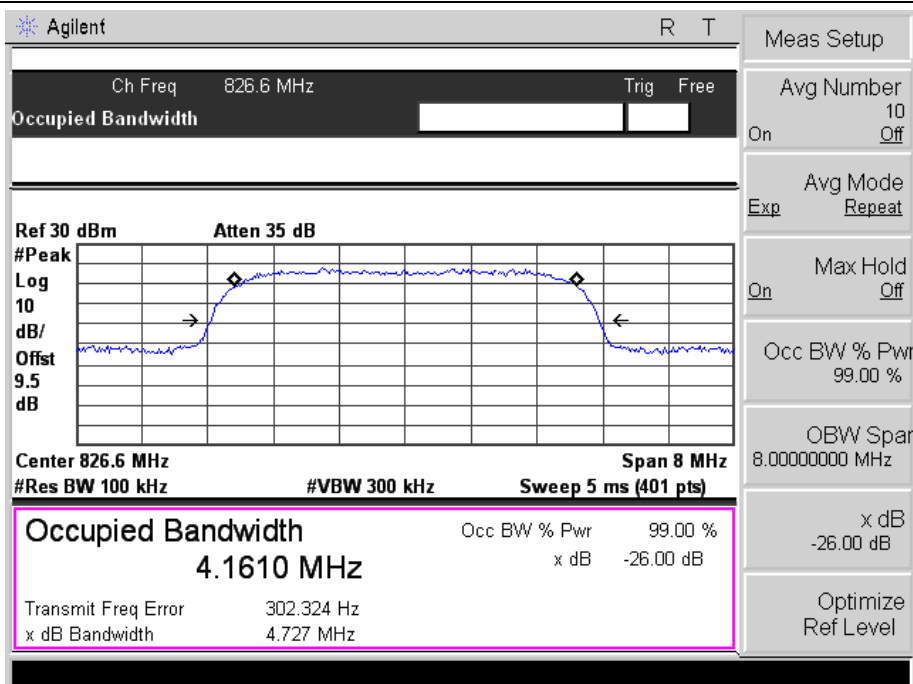 Agilent R T
Ch Freq 826.6 MHz Trig Free
Occupied Bandwidth
Ref 30 dBm Atten 35 dB
#Peak
Log
10
dB/
Offst
9.5
dB
Center 826.6 MHz Span 8 MHz
#Res BW 100 kHz #VBW 300 kHz Sweep 5 ms (401 pts)
Occupied Bandwidth
4.1610 MHz
Occ BW % Pwr 99.00 %
x dB -26.00 dB
Transmit Freq Error 302.324 Hz
x dB Bandwidth 4.727 MHz
Meas Setup
Avg Number
10
On Off
Avg Mode
Exp Repeat
Max Hold
On Off
Occ BW % Pwr
99.00 %
OBW Span
8.00000000 MHz
x dB
-26.00 dB
Optimize
Ref Level